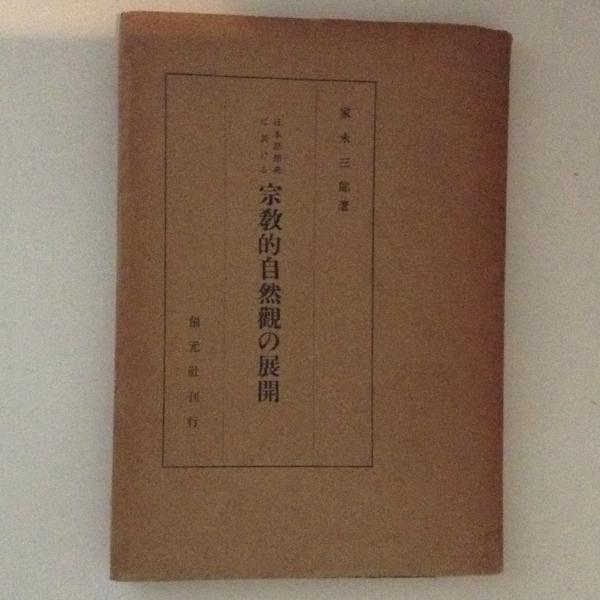 家永三郎著
日本思想史
に於ける
宗教的自然觀の展開
創元社刊行